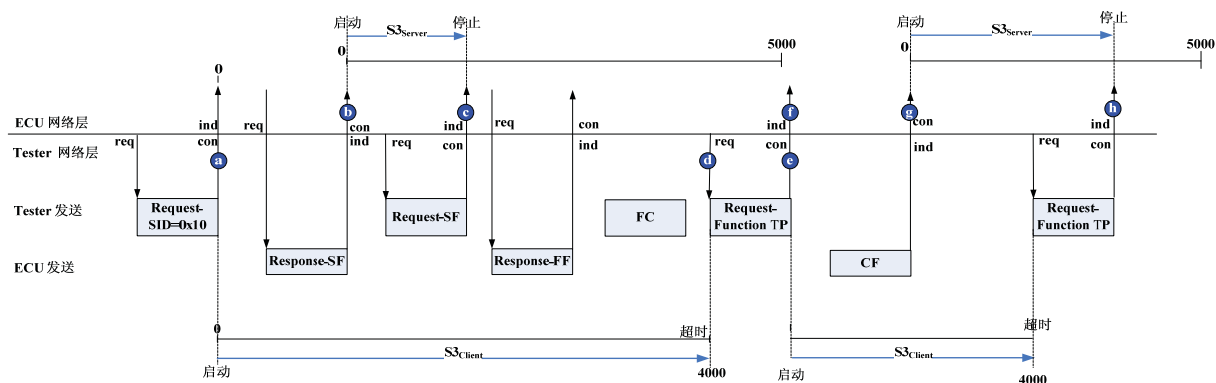 启动 S3Server 停止
0 5000
启动 S3Server 停止
0 5000
0
b c f g h
ECU 网络层 ind req con ind req con ind con ind
Tester 网络层 req con ind req con ind req con ind req con
a d e
Tester 发送
Request-
SID=0x10
Request-SF
FC
Request-
Function TP
Request-
Function TP
ECU 发送
Response-SF
Response-FF
CF
0 超时 超时
S3Client S3Client
启动 4000 启动 4000